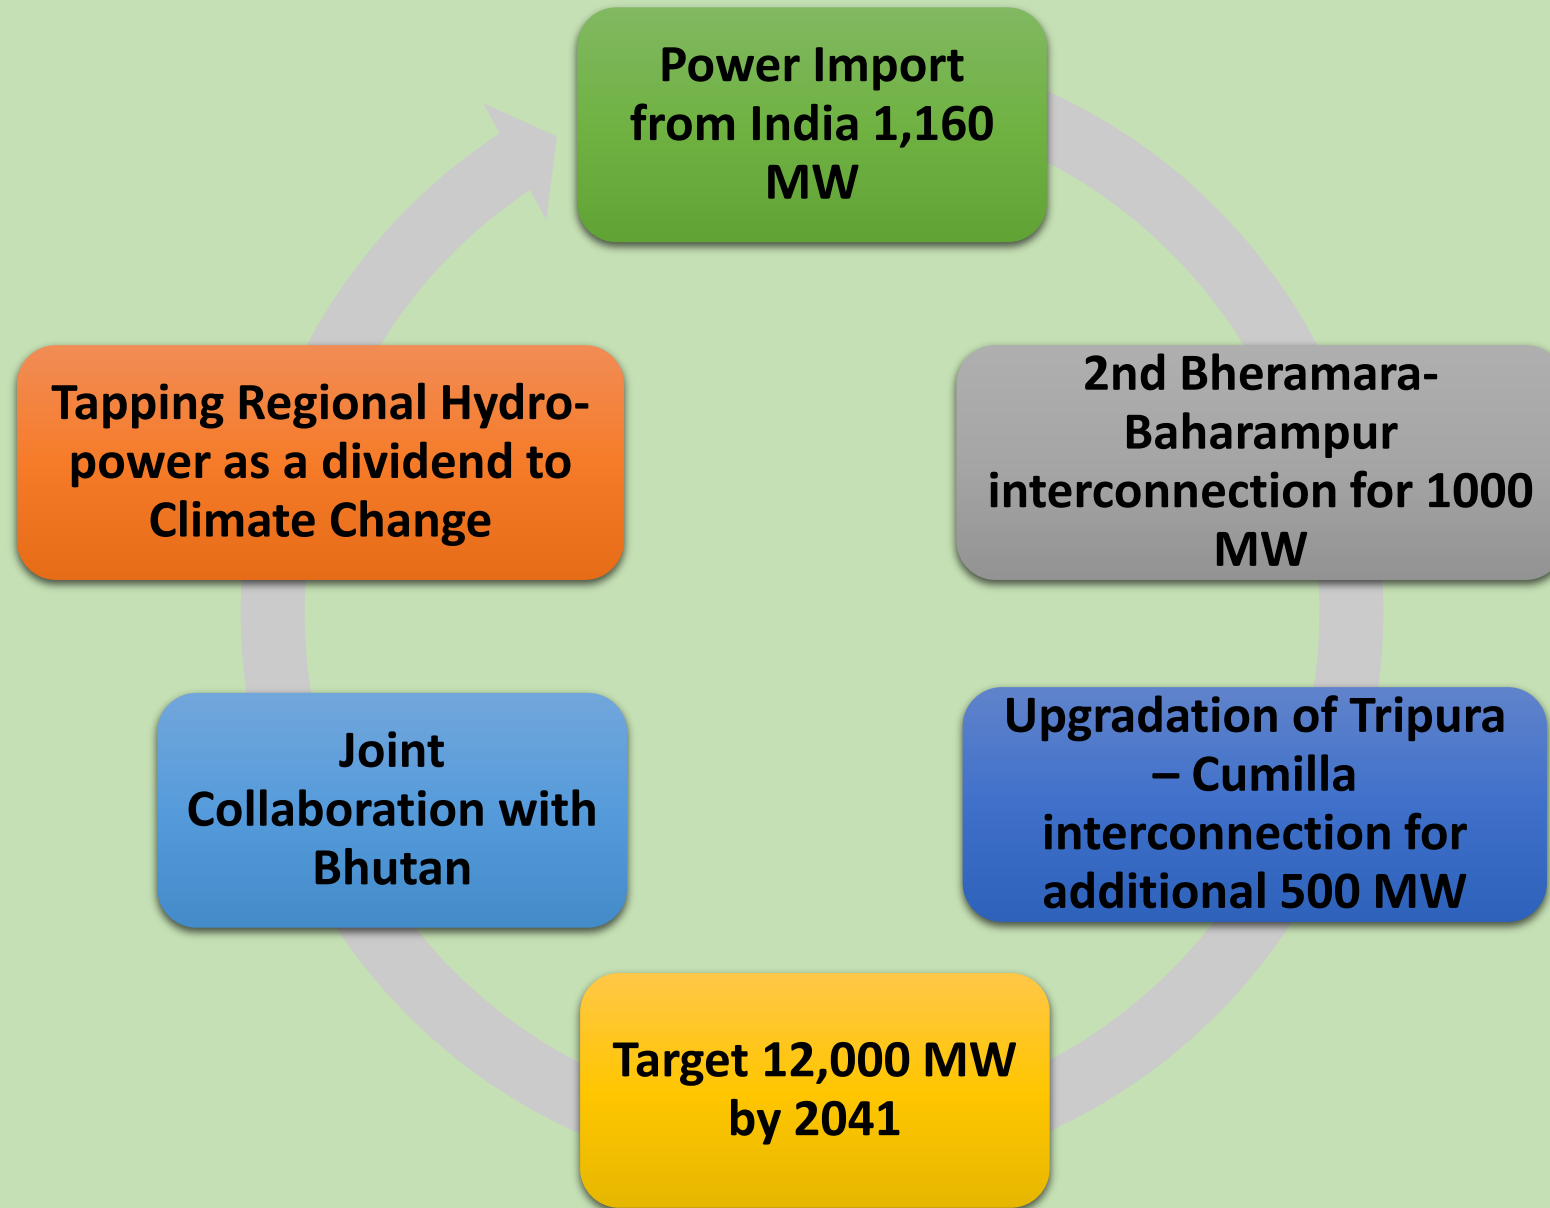 Power Import
from India 1,160
MW
2nd Bheramara-
Baharampur
interconnection for 1000
MW
Upgradation of Tripura
– Cumilla
interconnection for
additional 500 MW
Target 12,000 MW
by 2041
Joint
Collaboration with
Bhutan
Tapping Regional Hydro-
power as a dividend to
Climate Change